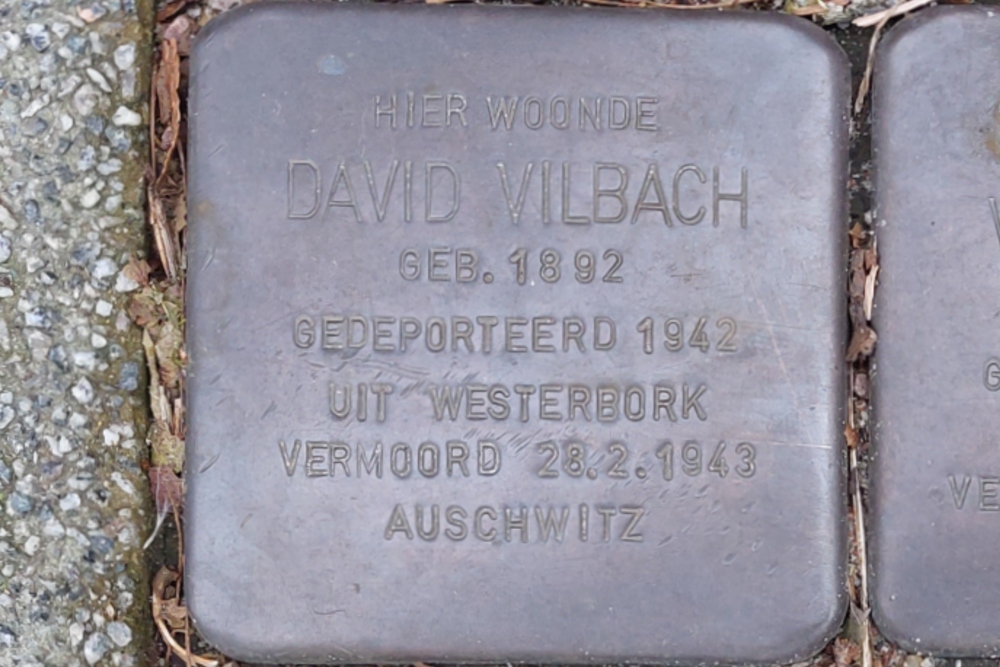 HIER WOONDE
DAVID VILBACH
GEB. 1892
GEDEPORTEERD 1942
UIT WESTERBORK
VERMOORD 28.2.1943
AUSCHWITZ